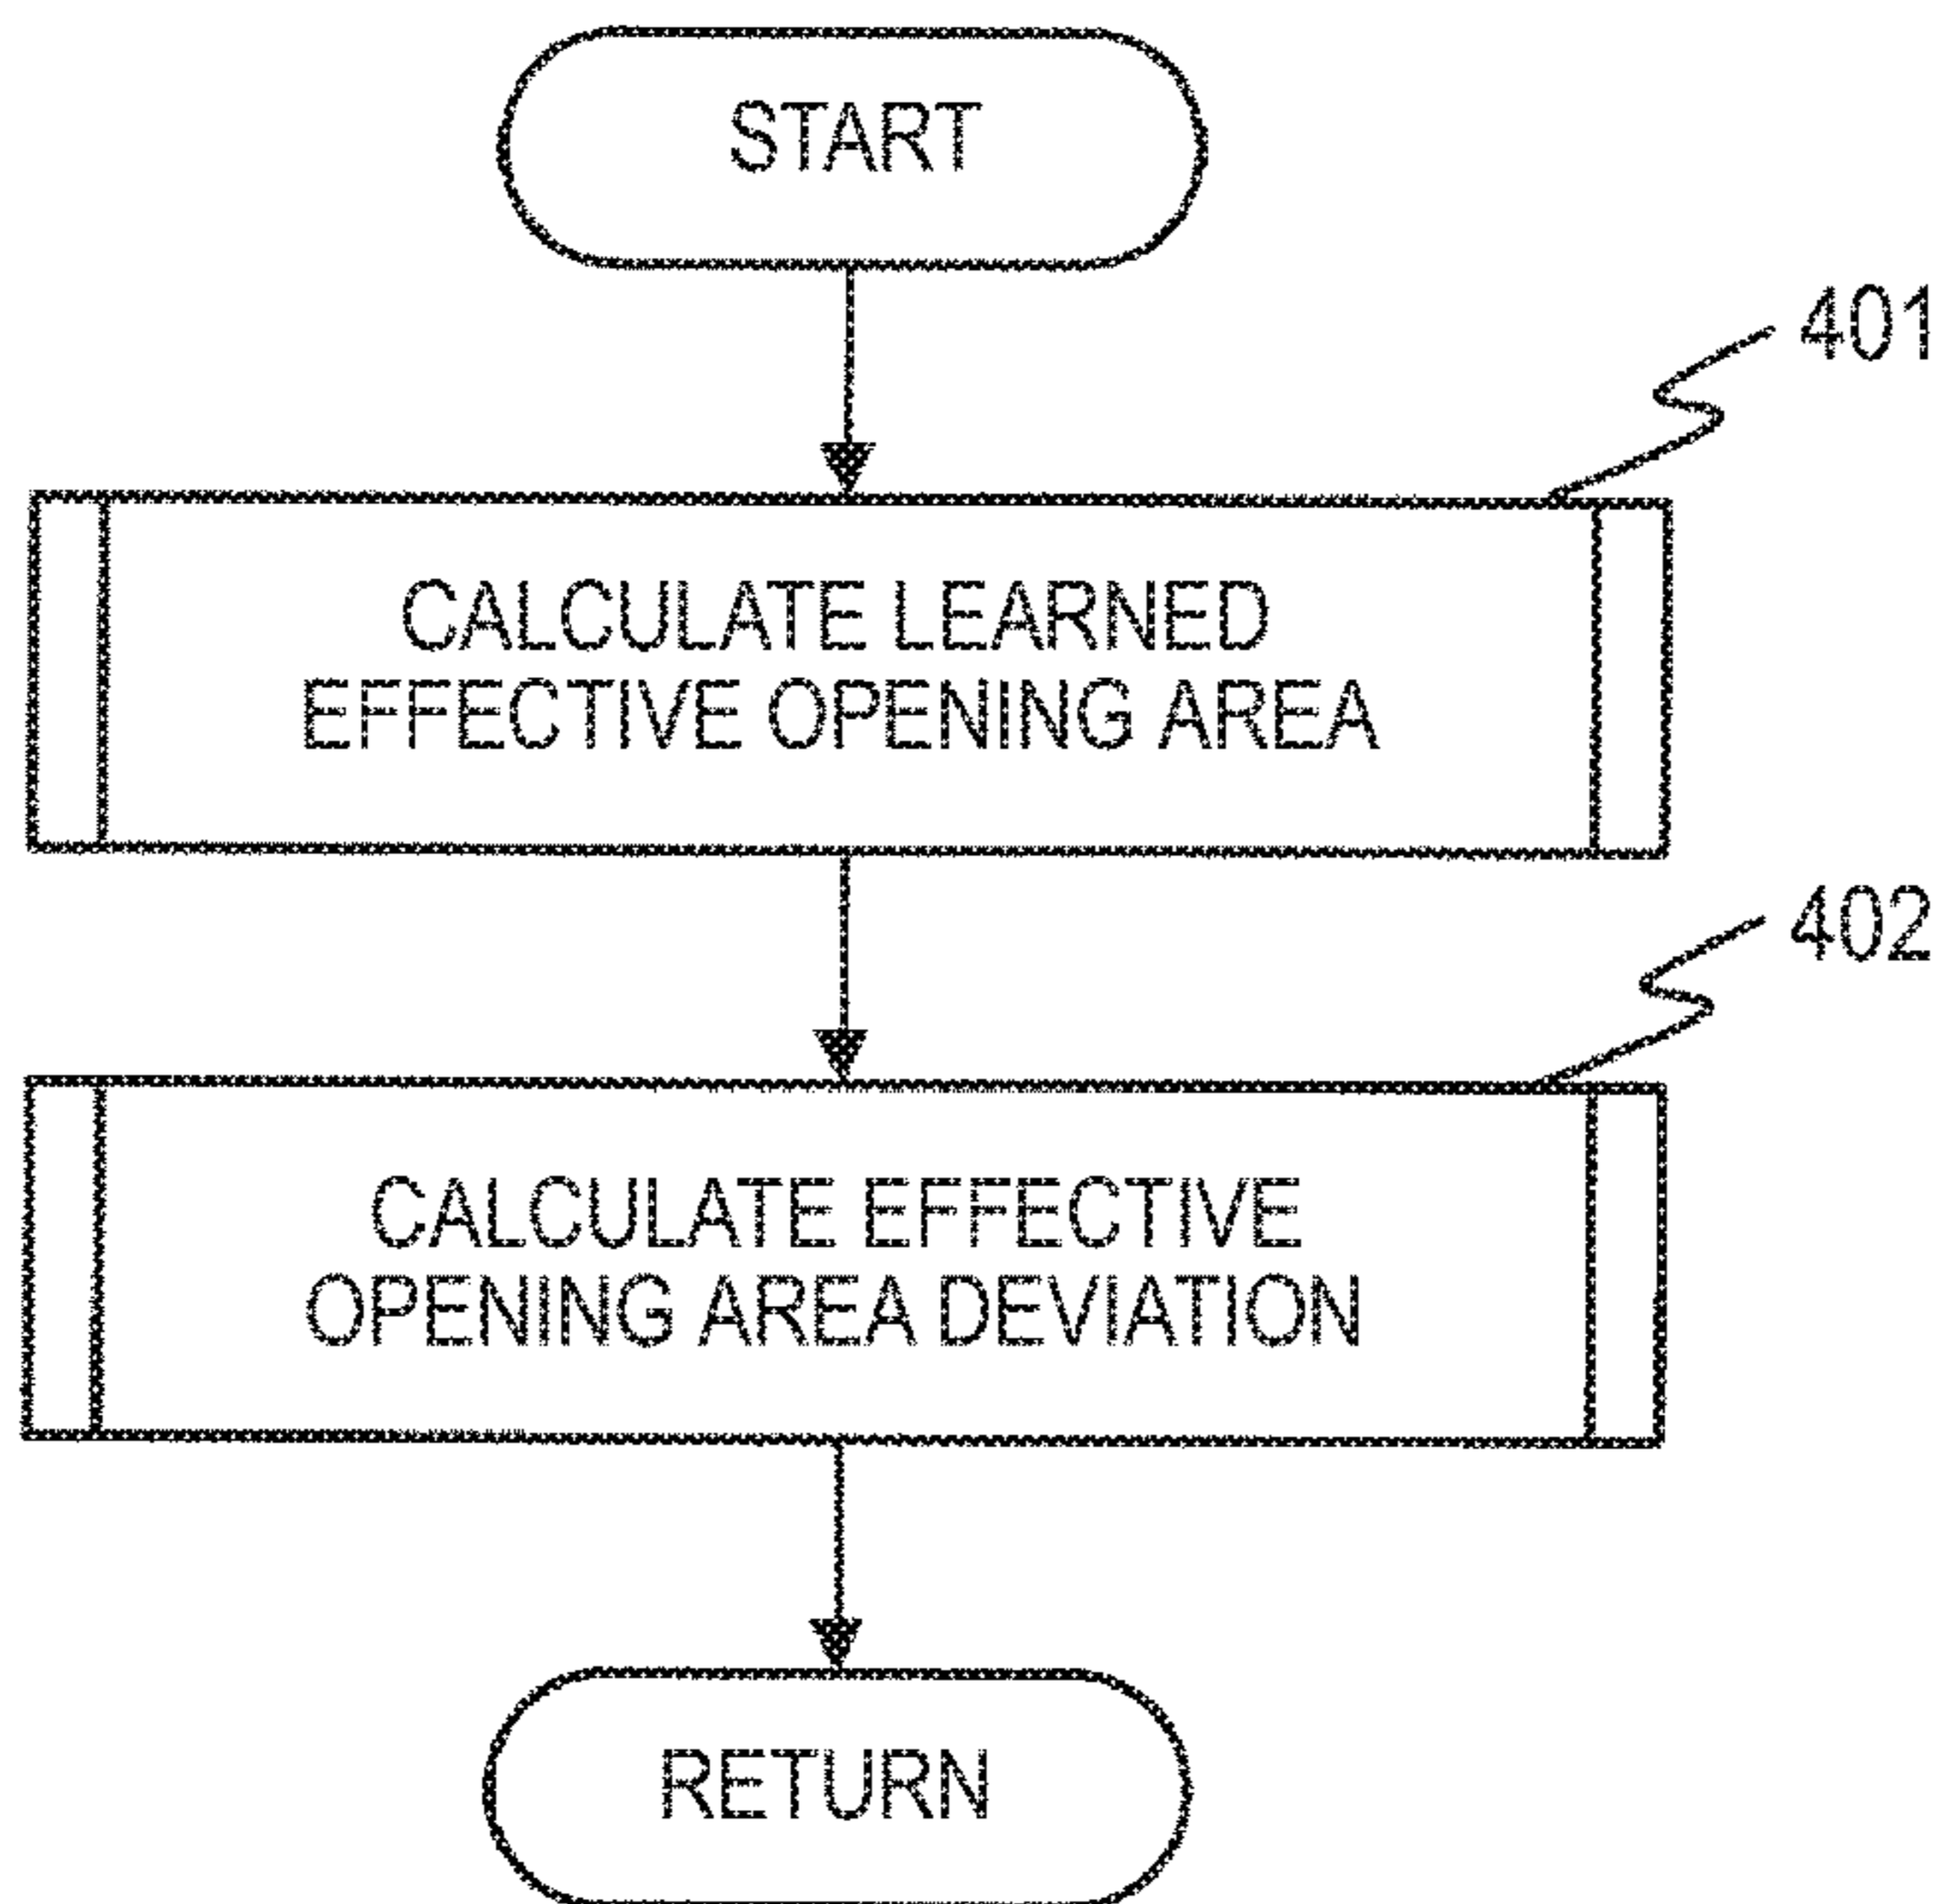 START
401
CALCULATE LEARNED
EFFECTIVE OPENING AREA
402
CALCULATE EFFECTIVE
OPENING AREA DEVIATION
RETURN